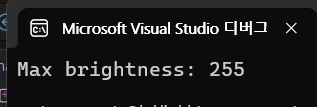 Microsoft Visual Studio 디버그
Max brightness: 255